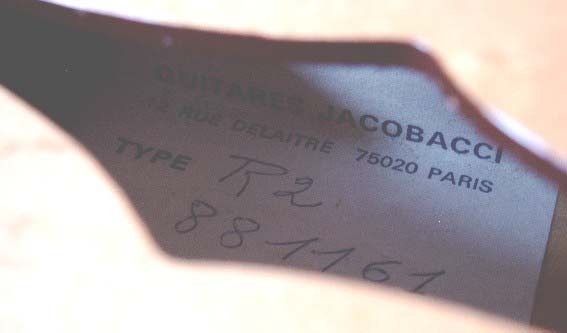 GUITARES JACOBACCI
12 RUE DELAITRE 75020 PARIS
TYPE R2
881161